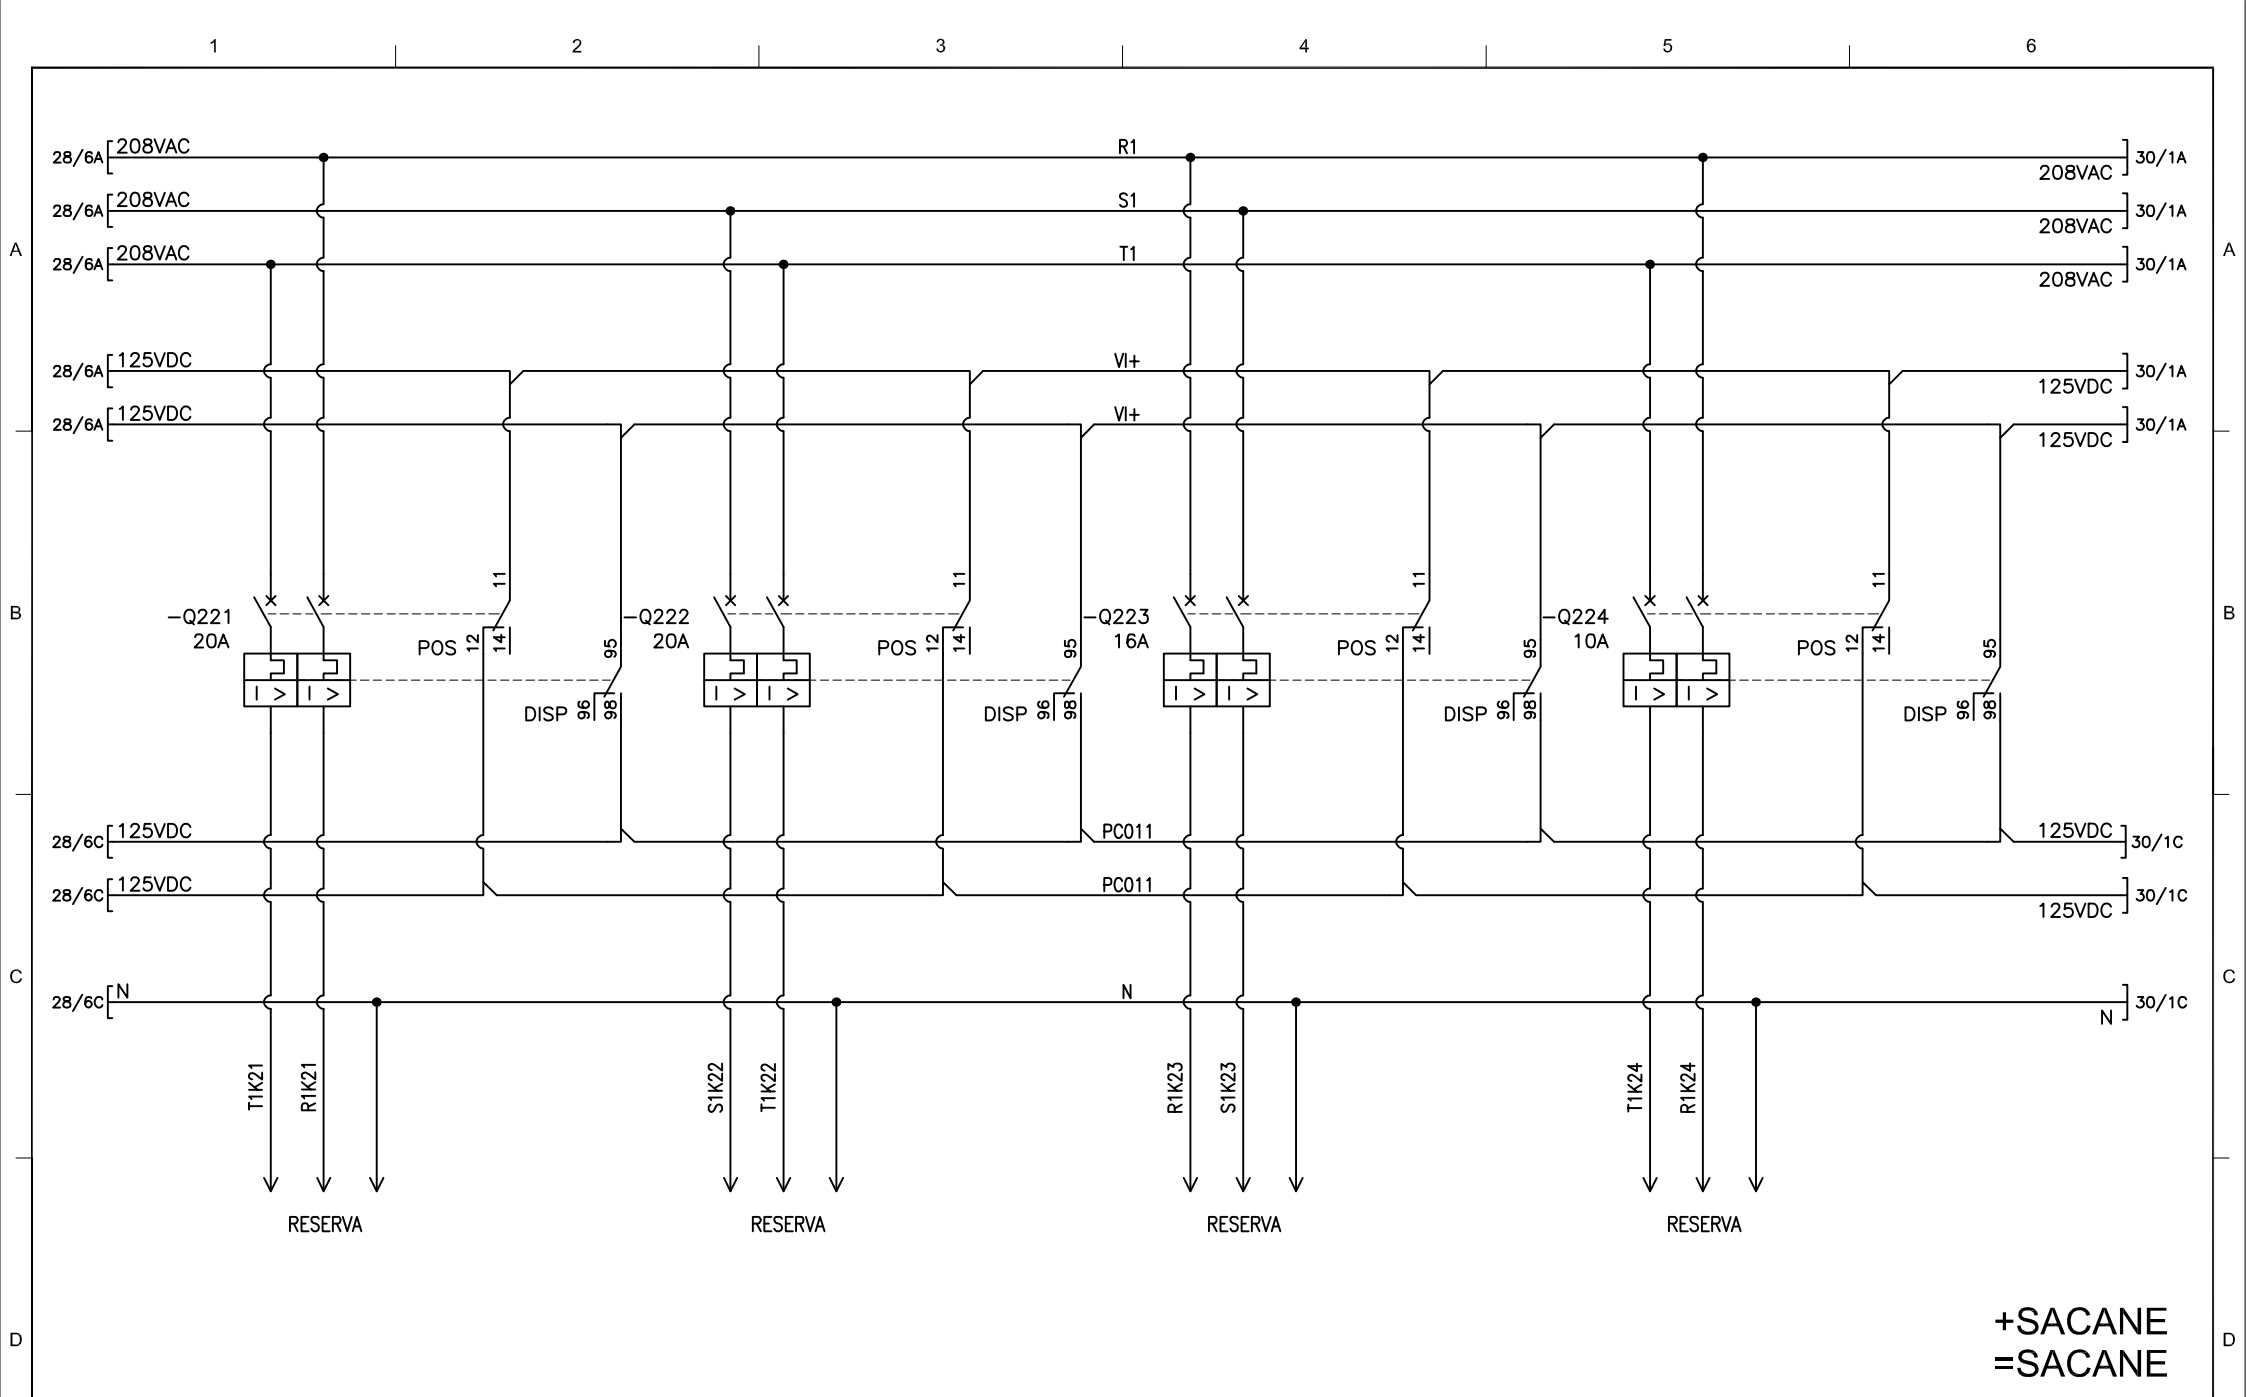 1 2 3 4 5 6
28/6A 208VAC R1 208VAC 30/1A
28/6A 208VAC S1 208VAC 30/1A
A 28/6A 208VAC T1 208VAC 30/1A A
28/6A 125VDC VI+ 125VDC 30/1A
28/6A 125VDC VI+ 125VDC 30/1A
11 11 11 11
B -Q221 -Q222 -Q223 -Q224 B
20A 20A 16A 10A
POS 12 14 95 POS 12 14 95 POS 12 14 95 POS 12 14 95
I > I > I > I > I > I > I > I >
DISP 96 98 DISP 96 98 DISP 96 98 DISP 96 98
28/6C 125VDC PC011 125VDC 30/1C
28/6C 125VDC PC011 125VDC 30/1C
C C
28/6C N N N 30/1C
T1K21 R1K21 S1K22 T1K22 R1K23 S1K23 T1K24 R1K24
RESERVA RESERVA RESERVA RESERVA
+SACANE
D D
=SACANE